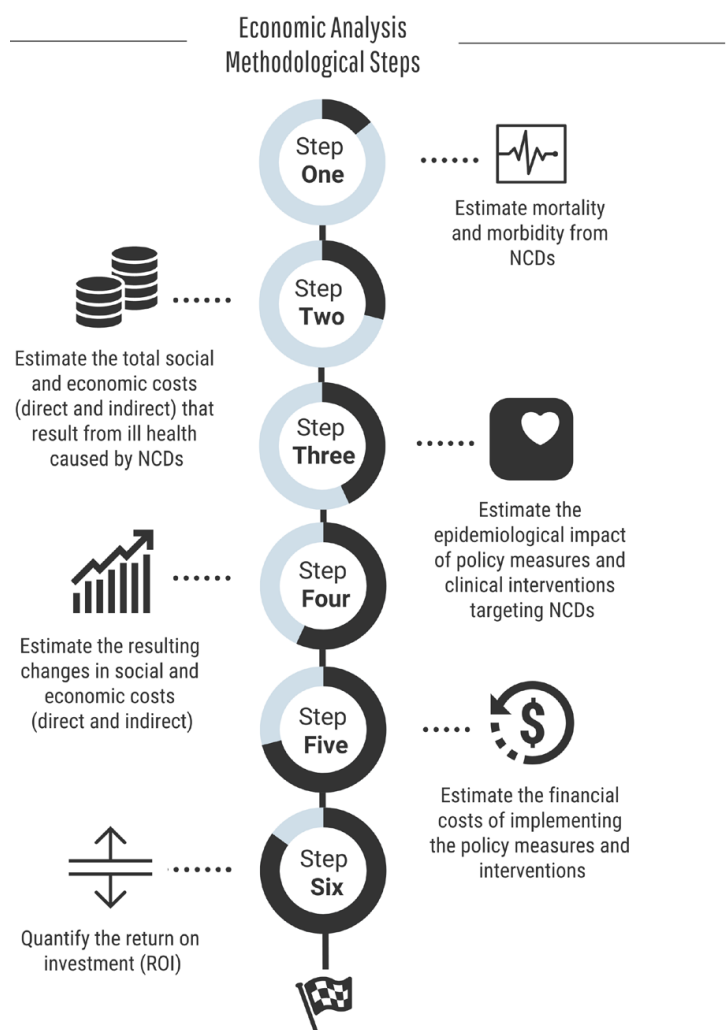 Economic Analysis
Methodological Steps
Step
One
Estimate mortality
and morbidity from
NCDs
Step
Two
Estimate the total social
and economic costs
(direct and indirect) that
result from ill health
caused by NCDs
Step
Three
Estimate the
epidemiological impact
of policy measures and
clinical interventions
targeting NCDs
Step
Four
Estimate the resulting
changes in social and
economic costs
(direct and indirect)
Step
Five
$
Estimate the financial
costs of implementing
the policy measures and
interventions
Step
Six
Quantify the return on
investment (ROI)